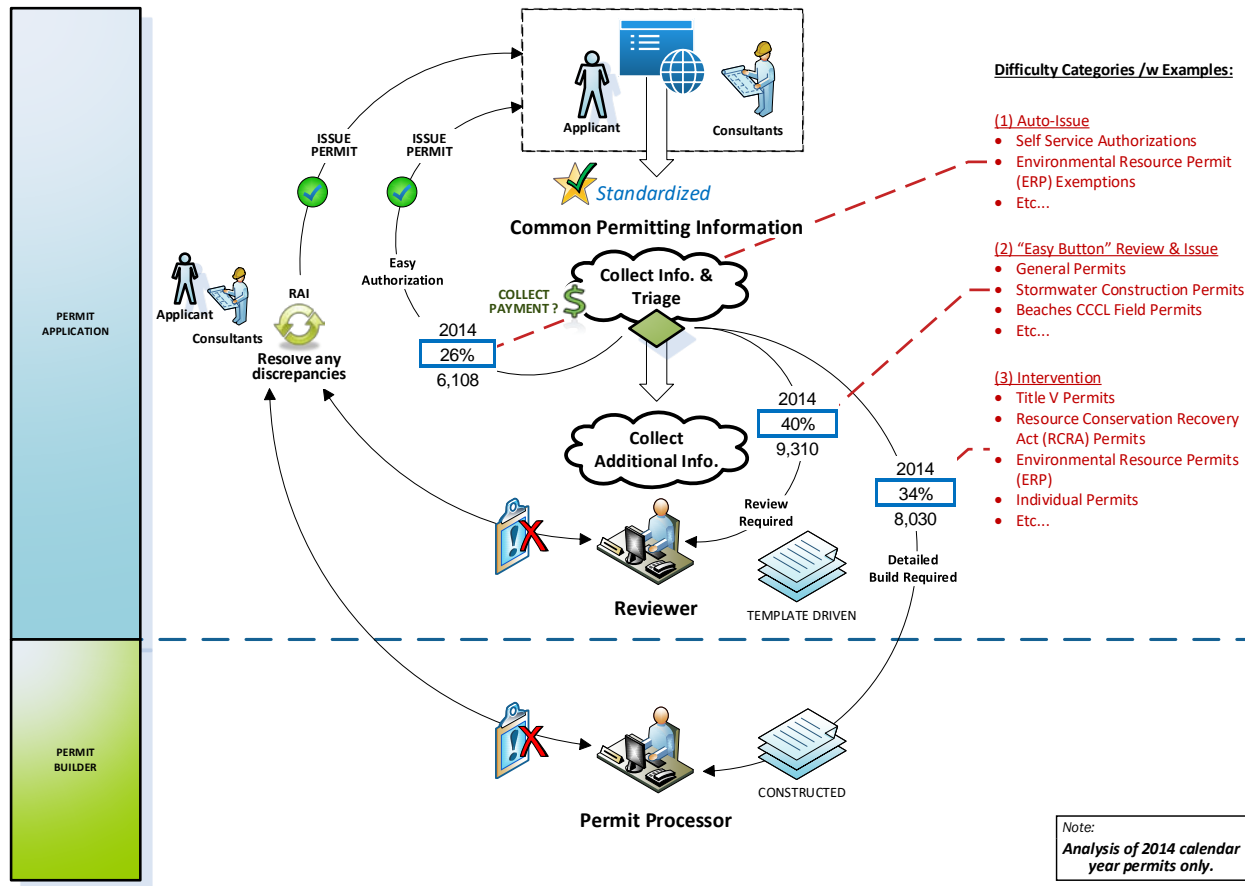 PERMIT
APPLICATION
PERMIT
BUILDER
Applicant
Consultants
ISSUE
PERMIT
ISSUE
PERMIT
Standardized
Common Permitting Information
Collect Info. &
Triage
COLLECT
PAYMENT ?
$
Easy
Authorization
2014
26%
6,108
Applicant
Consultants
RAI
Resolve any
discrepancies
Collect
Additional Info.
2014
40%
9,310
Review
Required
2014
34%
8,030
Detailed
Build Required
Reviewer
TEMPLATE DRIVEN
Permit Processor
CONSTRUCTED
Difficulty Categories /w Examples:
(1) Auto-Issue
• Self Service Authorizations
• Environmental Resource Permit
(ERP) Exemptions
• Etc...
(2) “Easy Button” Review & Issue
• General Permits
• Stormwater Construction Permits
• Beaches CCCL Field Permits
• Etc...
(3) Intervention
• Title V Permits
• Resource Conservation Recovery
Act (RCRA) Permits
• Environmental Resource Permits
(ERP)
• Individual Permits
• Etc...
Note:
Analysis of 2014 calendar
year permits only.